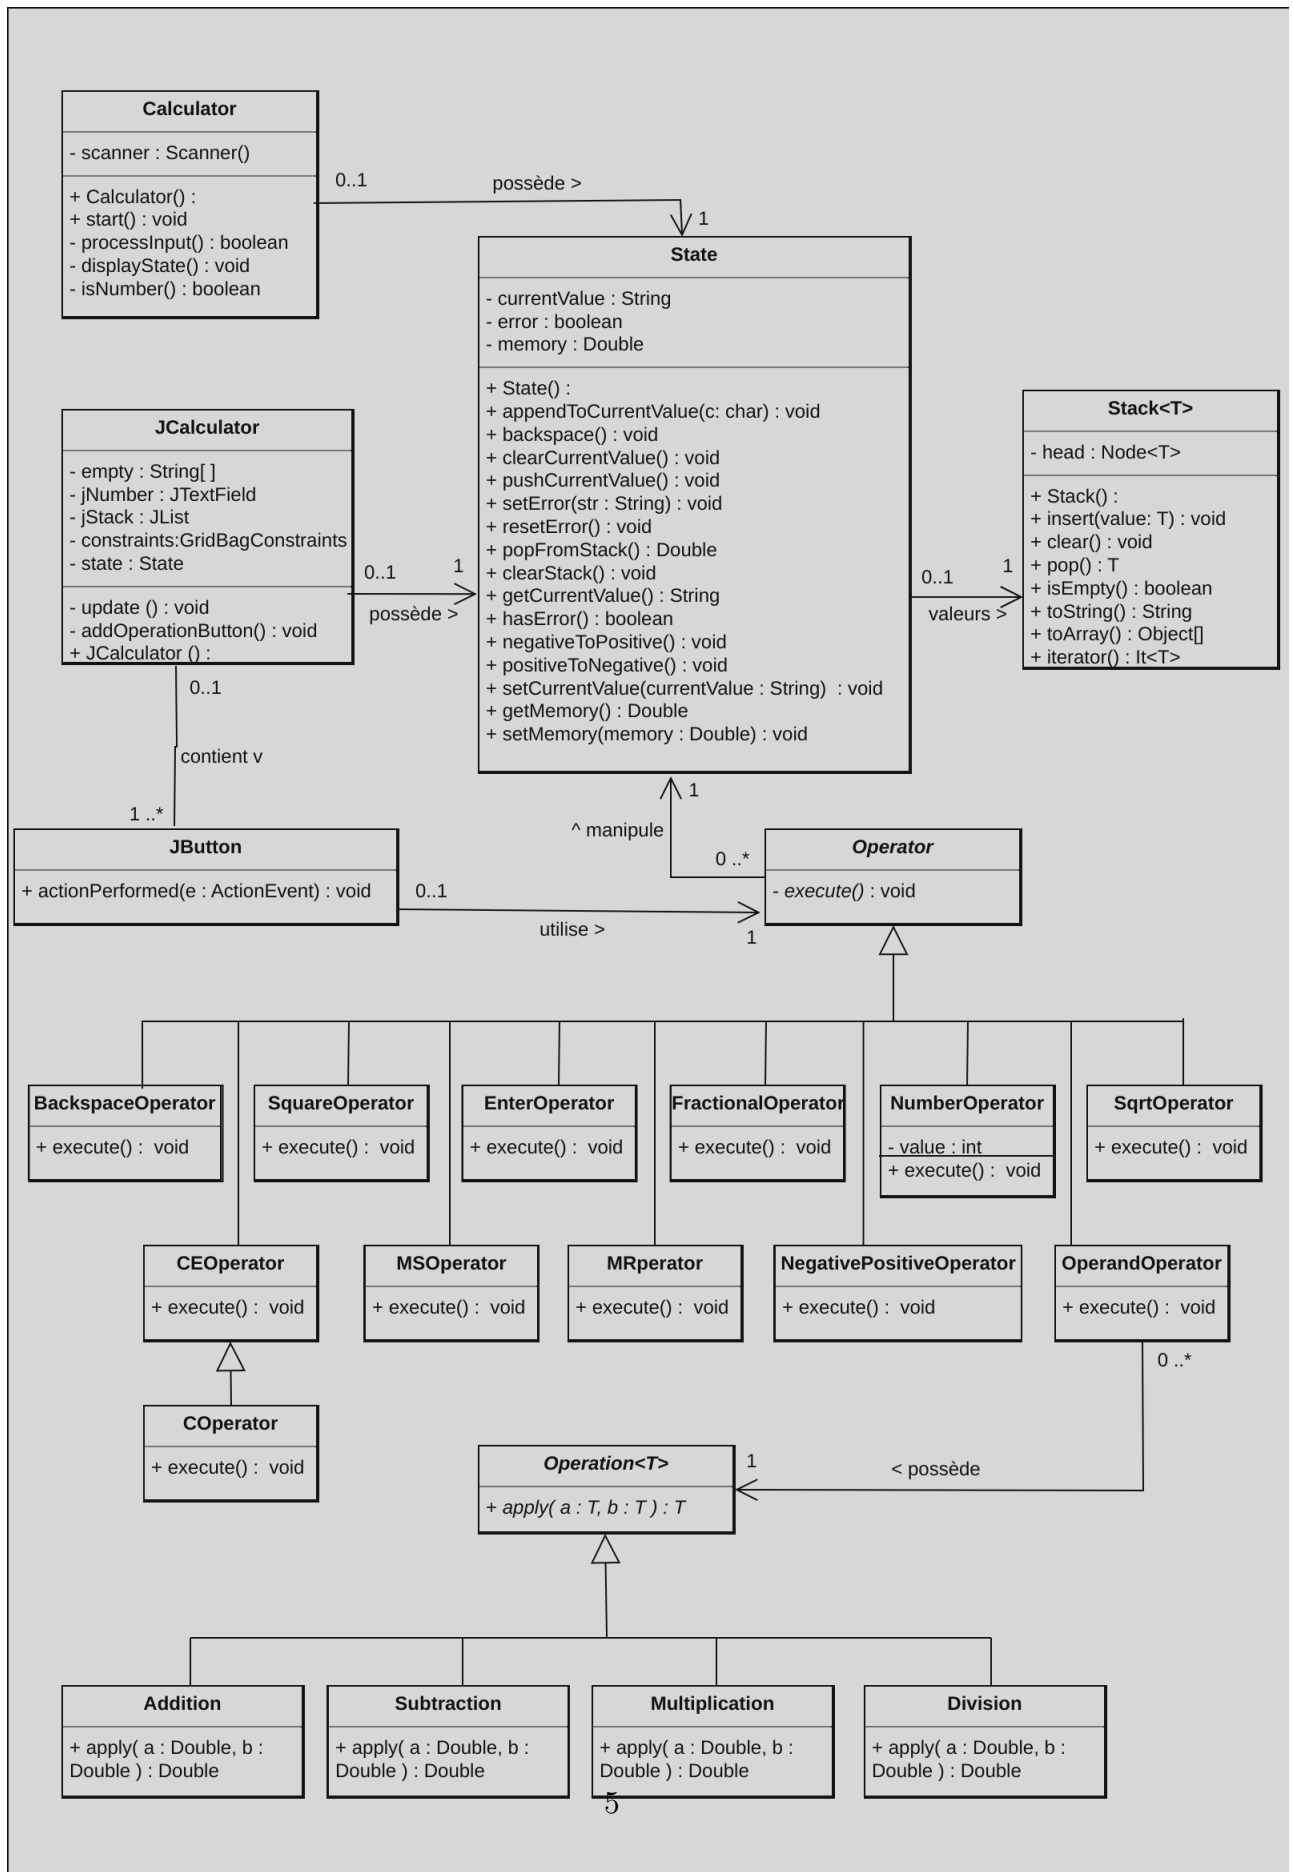 Calculator
- scanner : Scanner()
+ Calculator() :
+ start() : void
- processInput() : boolean
- displayState() : void
- isNumber() : boolean
0..1
possède >
1
State
- currentValue : String
- error : boolean
- memory : Double
+ State() :
+ appendToCurrentValue(c: char) : void
+ backspace() : void
+ clearCurrentValue() : void
+ pushCurrentValue() : void
+ setError(str : String) : void
+ resetError() : void
+ popFromStack() : Double
+ clearStack() : void
+ getCurrentValue() : String
+ hasError() : boolean
+ negativeToPositive() : void
+ positiveToNegative() : void
+ setCurrentValue(currentValue : String)  : void
+ getMemory() : Double
+ setMemory(memory : Double) : void
JCalculator
- empty : String[ ]
- jNumber : JTextField
- jStack : JList
- constraints:GridBagConstraints
- state : State
- update () : void
- addOperationButton() : void
+ JCalculator () :
0..1
1
possède >
Stack<T>
- head : Node<T>
+ Stack() :
+ insert(value: T) : void
+ clear() : void
+ pop() : T
+ isEmpty() : boolean
+ toString() : String
+ toArray() : Object[]
+ iterator() : It<T>
0..1
1
valeurs >
0..1
contient v
1 ..*
JButton
+ actionPerformed(e : ActionEvent) : void
0..1
utilise >
1
1
^ manipule
0 ..*
Operator
- execute() : void
BackspaceOperator
+ execute() :  void
SquareOperator
+ execute() :  void
EnterOperator
+ execute() :  void
FractionalOperator
+ execute() :  void
NumberOperator
- value : int
+ execute() :  void
SqrtOperator
+ execute() :  void
CEOperator
+ execute() :  void
MSOperator
+ execute() :  void
MRperator
+ execute() :  void
NegativePositiveOperator
+ execute() :  void
OperandOperator
+ execute() :  void
0 ..*
COperator
+ execute() :  void
Operation<T>
+ apply( a : T, b : T ) : T
1
< possède
Addition
+ apply( a : Double, b :
Double ) : Double
Subtraction
+ apply( a : Double, b :
Double ) : Double
Multiplication
+ apply( a : Double, b :
Double ) : Double
Division
+ apply( a : Double, b :
Double ) : Double
5